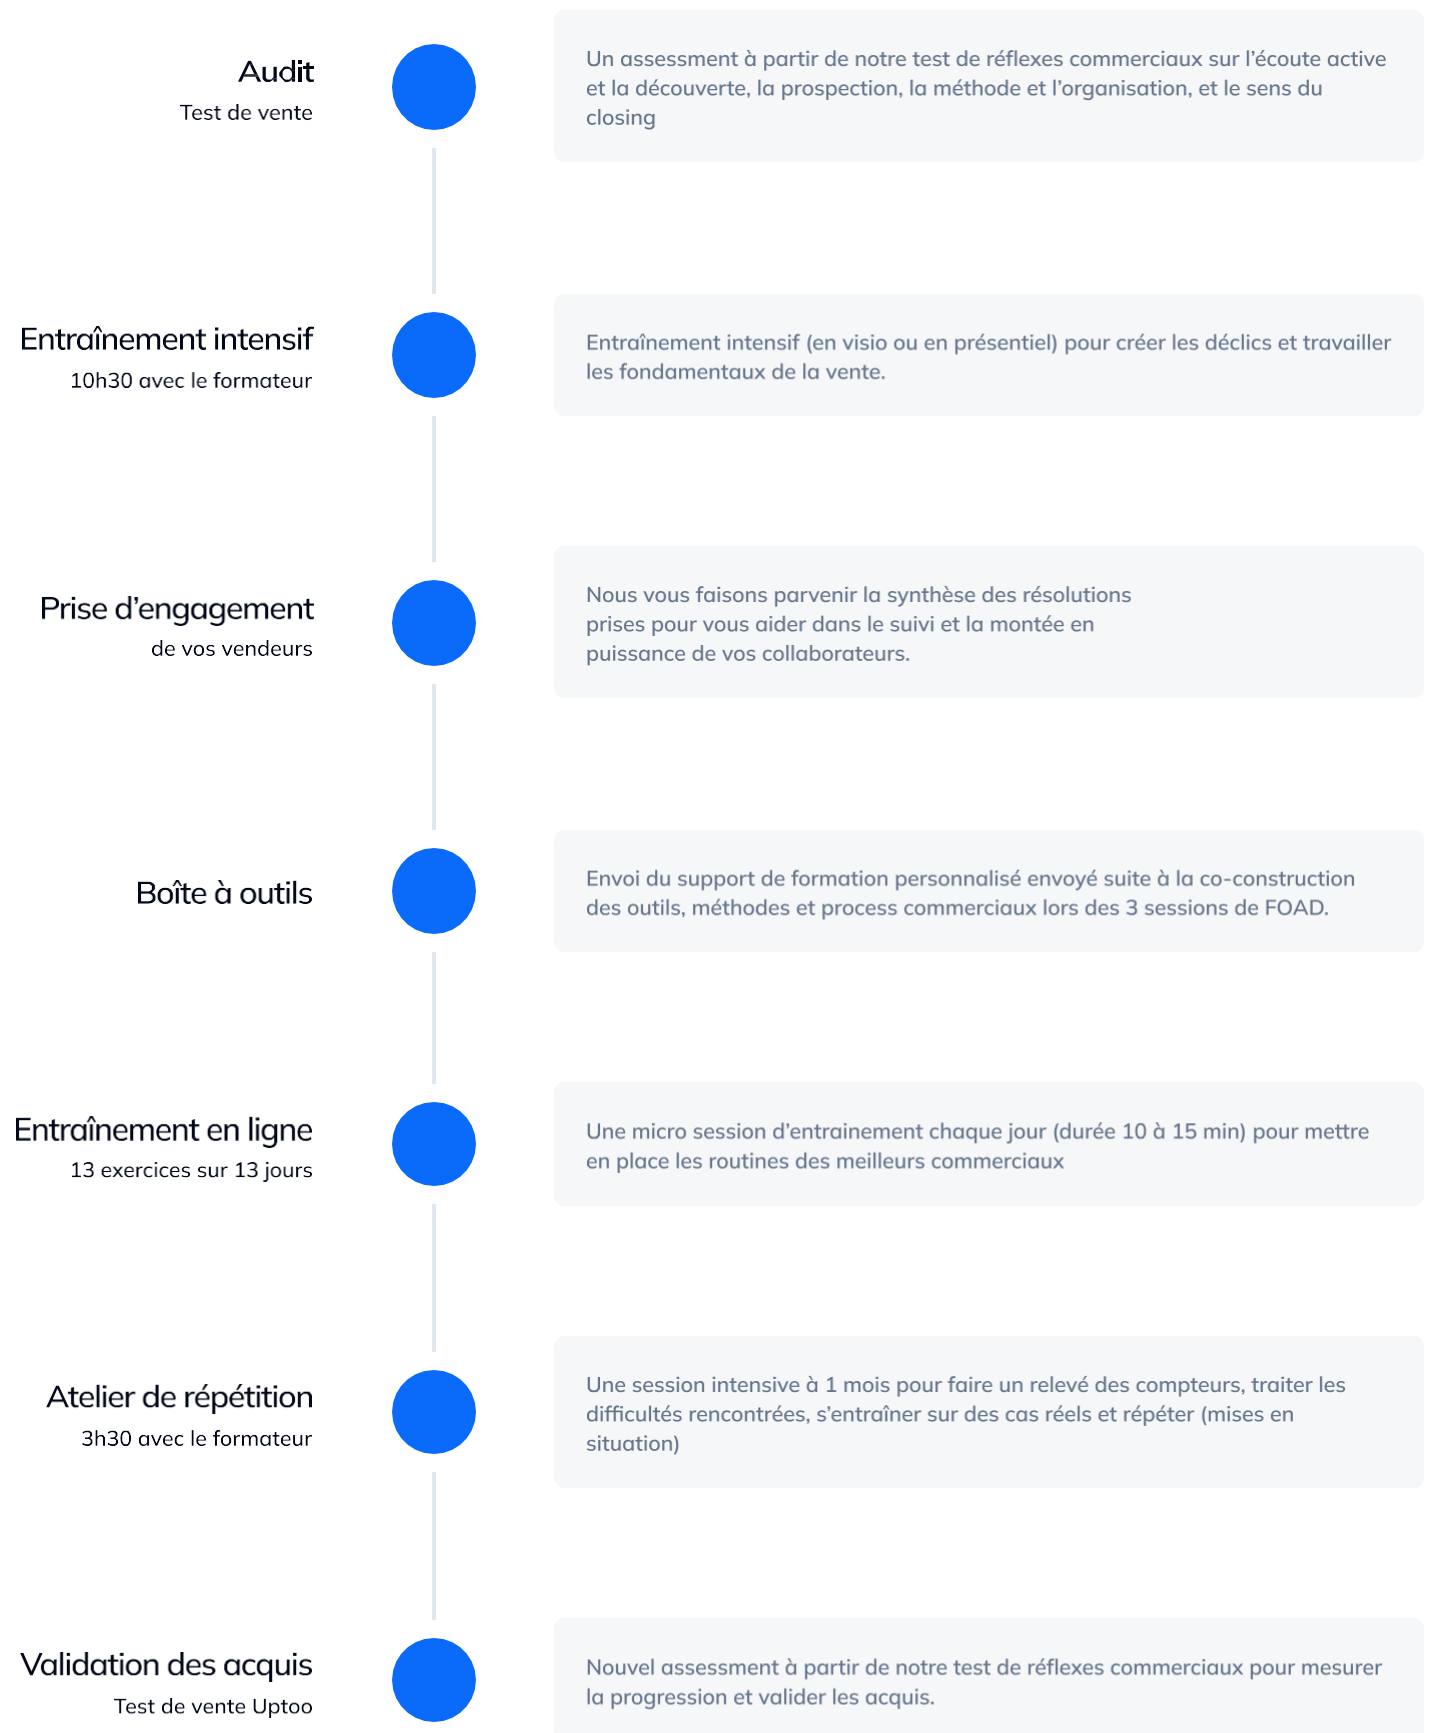 Audit
Test de vente
Un assessment à partir de notre test de réflexes commerciaux sur l’écoute active
et la découverte, la prospection, la méthode et l’organisation, et le sens du
closing
Entraînement intensif
10h30 avec le formateur
Entraînement intensif (en visio ou en présentiel) pour créer les déclics et travailler
les fondamentaux de la vente.
Prise d’engagement
de vos vendeurs
Nous vous faisons parvenir la synthèse des résolutions
prises pour vous aider dans le suivi et la montée en
puissance de vos collaborateurs.
Boîte à outils
Envoi du support de formation personnalisé envoyé suite à la co-construction
des outils, méthodes et process commerciaux lors des 3 sessions de FOAD.
Entraînement en ligne
13 exercices sur 13 jours
Une micro session d’entrainement chaque jour (durée 10 à 15 min) pour mettre
en place les routines des meilleurs commerciaux
Atelier de répétition
3h30 avec le formateur
Une session intensive à 1 mois pour faire un relevé des compteurs, traiter les
difficultés rencontrées, s’entraîner sur des cas réels et répéter (mises en
situation)
Validation des acquis
Test de vente Uptoo
Nouvel assessment à partir de notre test de réflexes commerciaux pour mesurer
la progression et valider les acquis.